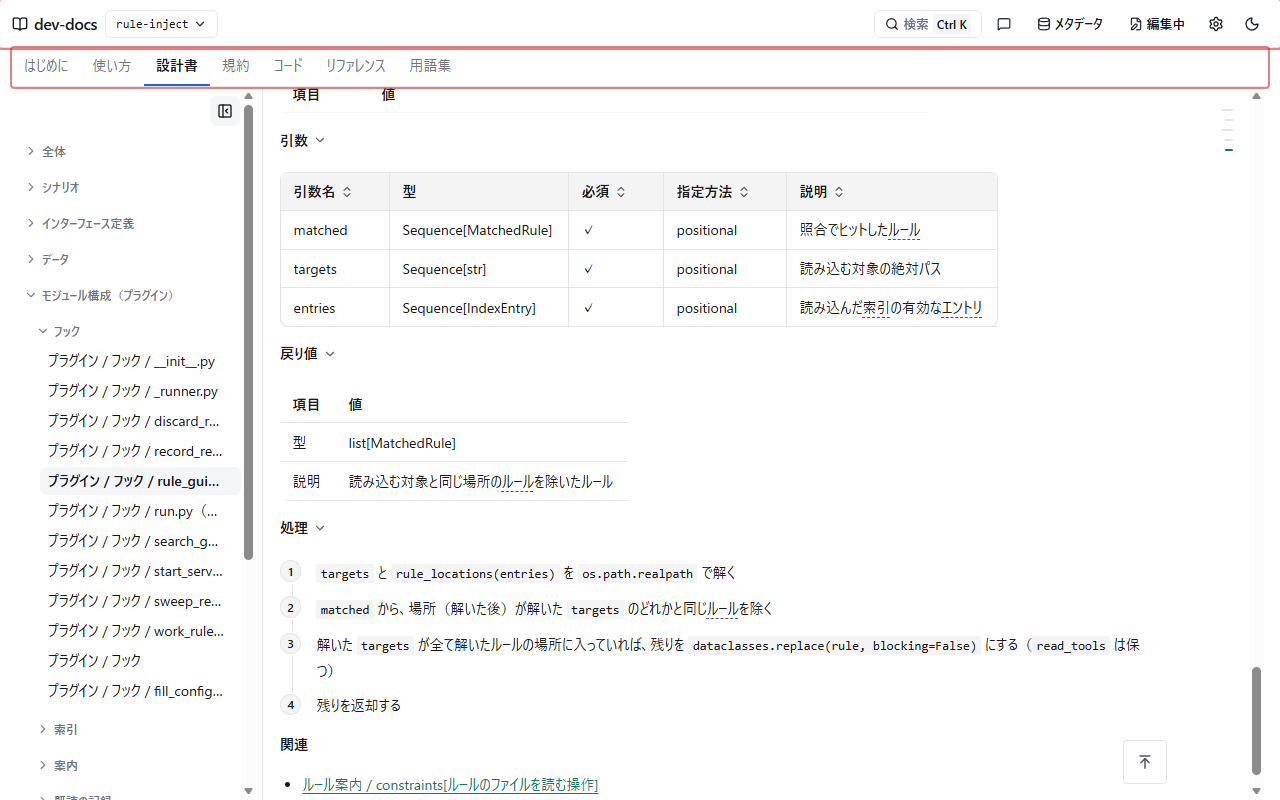 dev-docs rule-inject 検索 Ctrl K メタデータ 編集中
はじめに 使い方 設計書 規約 コード リファレンス 用語集
全体
シナリオ
インターフェース定義
データ
モジュール構成（プラグイン）
フック
プラグイン / フック / __init__.py
プラグイン / フック / _runner.py
プラグイン / フック / discard_r...
プラグイン / フック / record_re...
プラグイン / フック / rule_gui...
プラグイン / フック / run.py（...
プラグイン / フック / search_g...
プラグイン / フック / start_serv...
プラグイン / フック / sweep_re...
プラグイン / フック / work_rule...
プラグイン / フック
プラグイン / フック / fill_config...
索引
案内
項目 値
引数
引数名 型 必須 指定方法 説明
matched Sequence[MatchedRule] ✓ positional 照合でヒットしたルール
targets Sequence[str] ✓ positional 読み込む対象の絶対パス
entries Sequence[IndexEntry] ✓ positional 読み込んだ索引の有効なエントリ
戻り値
項目 値
型 list[MatchedRule]
説明 読み込む対象と同じ場所のルールを除いたルール
処理
1 targets と rule_locations(entries) を os.path.realpath で解く
2 matched から、場所（解いた後）が解いた targets のどれかと同じルールを除く
3 解いた targets が全て解いたルールの場所に入っていれば、残りを dataclasses.replace(rule, blocking=False) にする（ read_tools は保
つ）
4 残りを返却する
関連
• ルール案内 / constraints[ルールのファイルを読む操作]